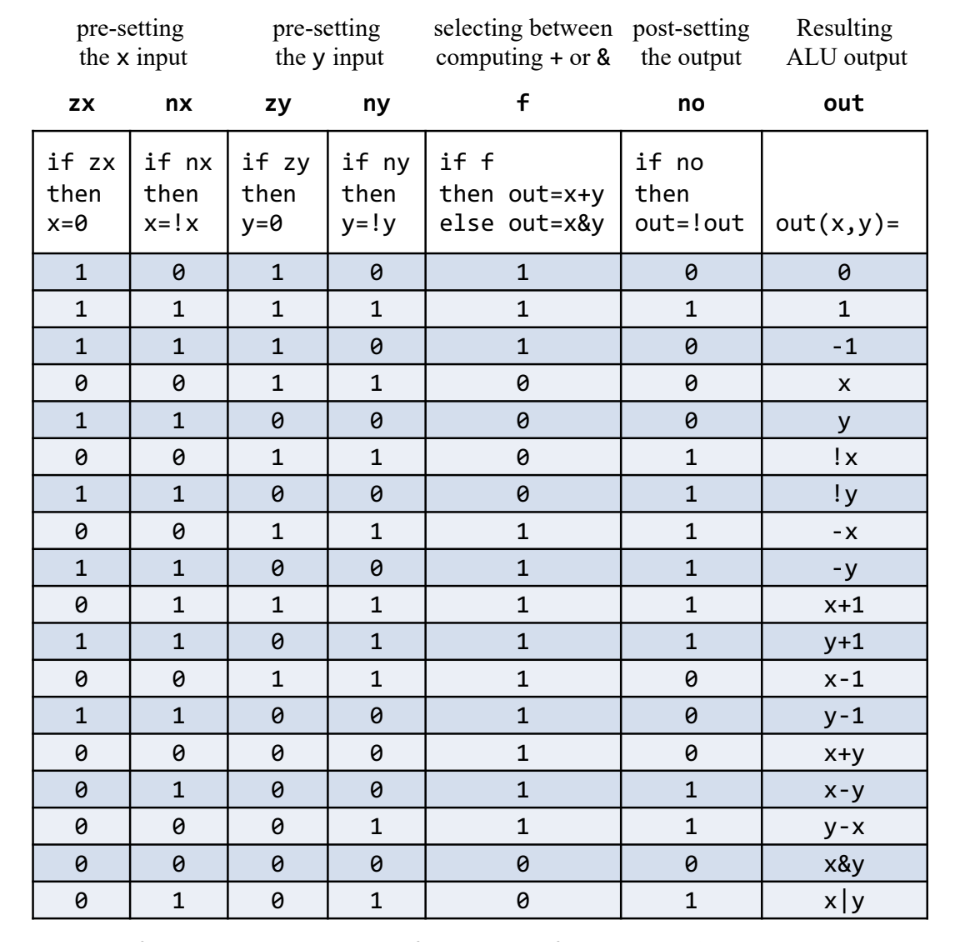 pre-setting the x input
pre-setting the y input
selecting between computing + or &
post-setting the output
Resulting ALU output
zx nx zy ny f no out
if zx then x=0
if nx then x=!x
if zy then y=0
if ny then y=!y
if f then out=x+y else out=x&y
if no then out=!out
out(x,y)=
1 0 1 0 1 0 0
1 1 1 1 1 1 1
1 1 1 0 1 0 -1
0 0 1 1 0 0 x
1 1 0 0 0 0 y
0 0 1 1 0 1 !x
1 1 0 0 0 1 !y
0 0 1 1 1 1 -x
1 1 0 0 1 1 -y
0 1 1 1 1 1 x+1
1 1 0 1 1 1 y+1
0 0 1 1 1 0 x-1
1 1 0 0 1 0 y-1
0 0 0 0 1 0 x+y
0 1 0 0 1 1 x-y
0 0 0 1 1 1 y-x
0 0 0 0 0 0 x&y
0 1 0 1 0 1 x|y